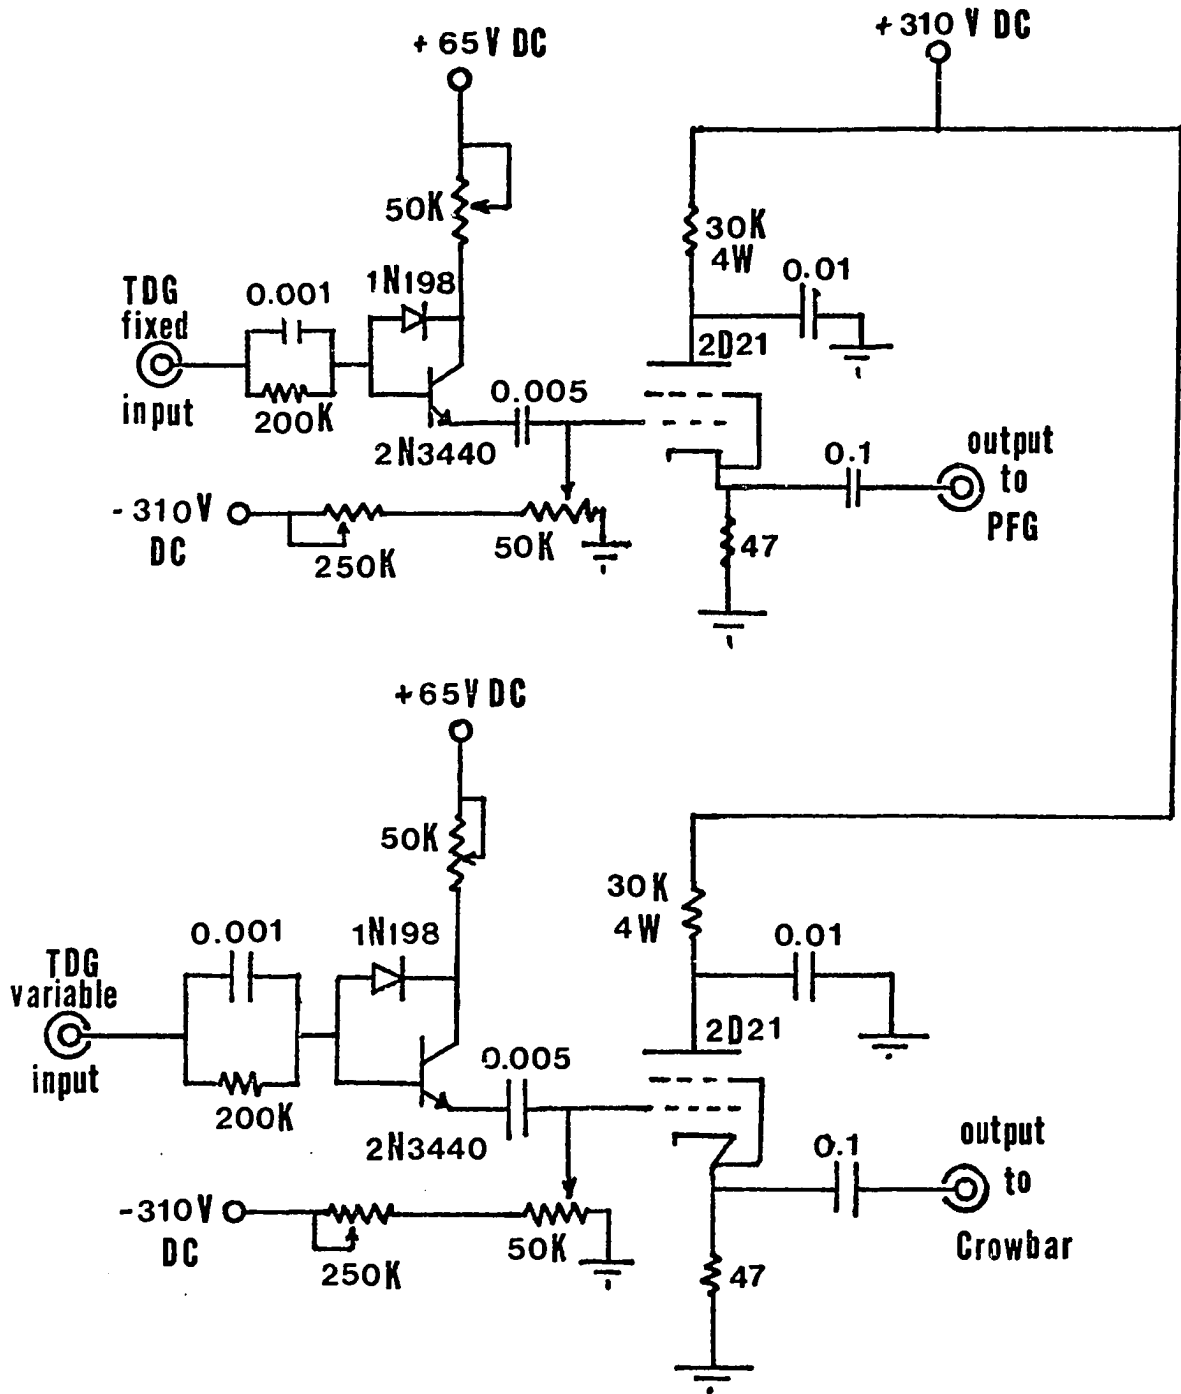 +65V DC
+310 V DC
50K
30K
4W
0.01
TDG
fixed
input
0.001
1N198
200K
2D21
0.005
2N3440
0.1
output
to
PFG
-310V
DC
250K
50K
47
+65V DC
50K
30K
4W
0.01
TDG
variable
input
0.001
1N198
200K
2D21
0.005
2N3440
0.1
output
to
Crowbar
-310V
DC
250K
50K
47